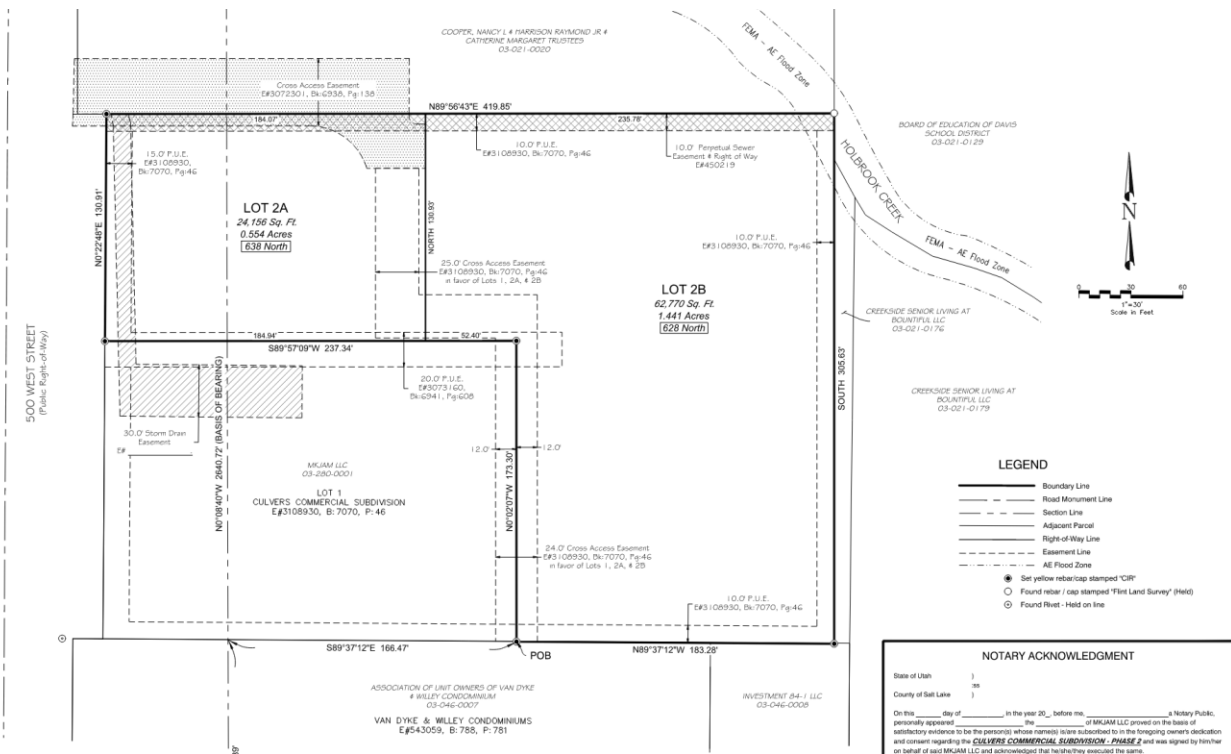 COOPER, NANCY L & HARRISON RAYMOND JR &
CATHERINE MARGARET TRUSTEES
03-021-0020
FEMA - AE Flood Zone
Cross Access Easement
E#3072301, Bk:6938, Pg:138
N89°56'43"E 419.85'
184.07'
235.78'
BOARD OF EDUCATION OF DAVIS
SCHOOL DISTRICT
03-021-0129
15.0' P.U.E.
E#3108930,
Bk:7070, Pg:46
10.0' P.U.E.
E#3108930, Bk:7070, Pg:46
10.0' Perpetual Sewer
Easement & Right of Way
E#450219
HOLBROOK CREEK
N0°22'48"E 130.91'
LOT 2A
24,156 Sq. Ft.
0.554 Acres
638 North
NORTH 130.93'
N
10.0' P.U.E.
E#3108930, Bk:7070, Pg:46
FEMA - AE Flood Zone
25.0' Cross Access Easement
E#3108930, Bk:7070, Pg:46
in favor of Lots 1, 2A, & 2B
LOT 2B
62,770 Sq. Ft.
1.441 Acres
628 North
0 30 60
1"=30'
Scale in Feet
CREEKSIDE SENIOR LIVING AT
BOUNTIFUL LLC
03-021-0176
184.94'
52.40'
S89°57'09"W 237.34'
500 WEST STREET
(Public Right-of-Way)
20.0' P.U.E.
E#3073160,
Bk:6941, Pg:608
SOUTH 305.63'
CREEKSIDE SENIOR LIVING AT
BOUNTIFUL LLC
03-021-0179
30.0' Storm Drain
Easement
E#
N0°08'40"W 2640.72' (BASIS OF BEARING)
12.0'
12.0'
MKJAM LLC
03-280-0001
LOT 1
CULVERS COMMERCIAL SUBDIVISION
E#3108930, B: 7070, P: 46
N0°02'07"W 173.30'
LEGEND
Boundary Line
Road Monument Line
Section Line
Adjacent Parcel
Right-of-Way Line
Easement Line
AE Flood Zone
Set yellow rebar/cap stamped "CIR"
Found rebar / cap stamped "Flint Land Survey" (Held)
Found Rivet - Held on line
24.0' Cross Access Easement
E#3108930, Bk:7070, Pg:46
in favor of Lots 1, 2A, & 2B
10.0' P.U.E.
E#3108930, Bk:7070, Pg:46
S89°37'12"E 166.47'
POB
N89°37'12"W 183.28'
ASSOCIATION OF UNIT OWNERS OF VAN DYKE
& WILLEY CONDOMINIUM
03-046-0007
VAN DYKE & WILLEY CONDOMINIUMS
E#543059, B: 788, P: 781
INVESTMENT 84-1 LLC
03-046-0008
NOTARY ACKNOWLEDGMENT
State of Utah )
:ss
County of Salt Lake )
On this ____ day of ____, in the year 20_, before me, ____ a Notary Public,
personally appeared ____ the ____ of MKJAM LLC proved on the basis of
satisfactory evidence to be the person(s) whose name(s) is/are subscribed to in the foregoing owner's dedication
and consent regarding the CULVERS COMMERCIAL SUBDIVISION - PHASE 2 and was signed by him/her
on behalf of said MKJAM LLC and acknowledged that he/she/they executed the same.